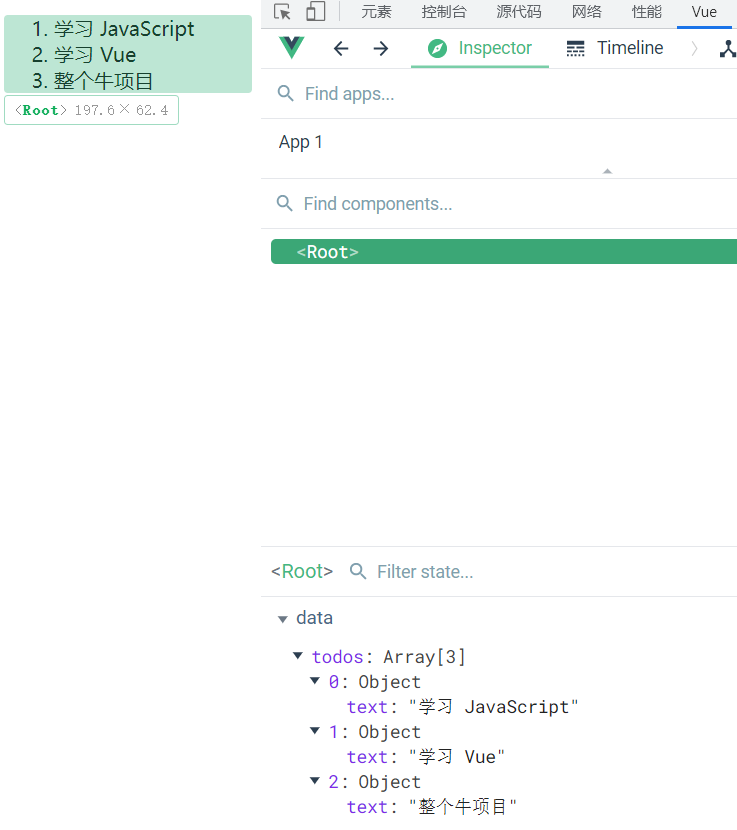 1. 学习 JavaScript
2. 学习 Vue
3. 整个牛项目
<Root> 197.6×62.4
元素 控制台 源代码 网络 性能 Vue
Inspector Timeline
Find apps...
App 1
Find components...
<Root>
<Root> Filter state...
data
todos: Array[3]
0: Object
text: "学习 JavaScript"
1: Object
text: "学习 Vue"
2: Object
text: "整个牛项目"